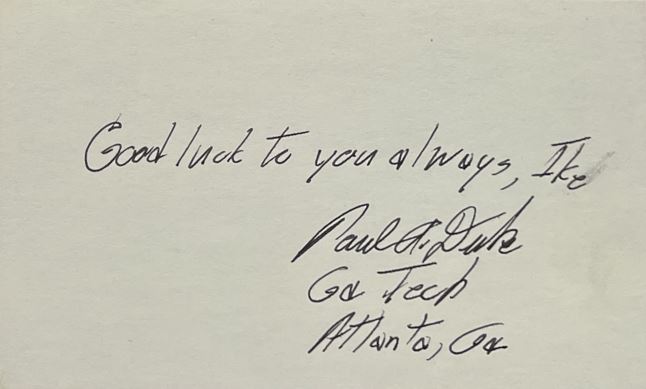 Good luck to you always, Ike
Paul A. Duke
Ga Tech
Atlanta, Ga